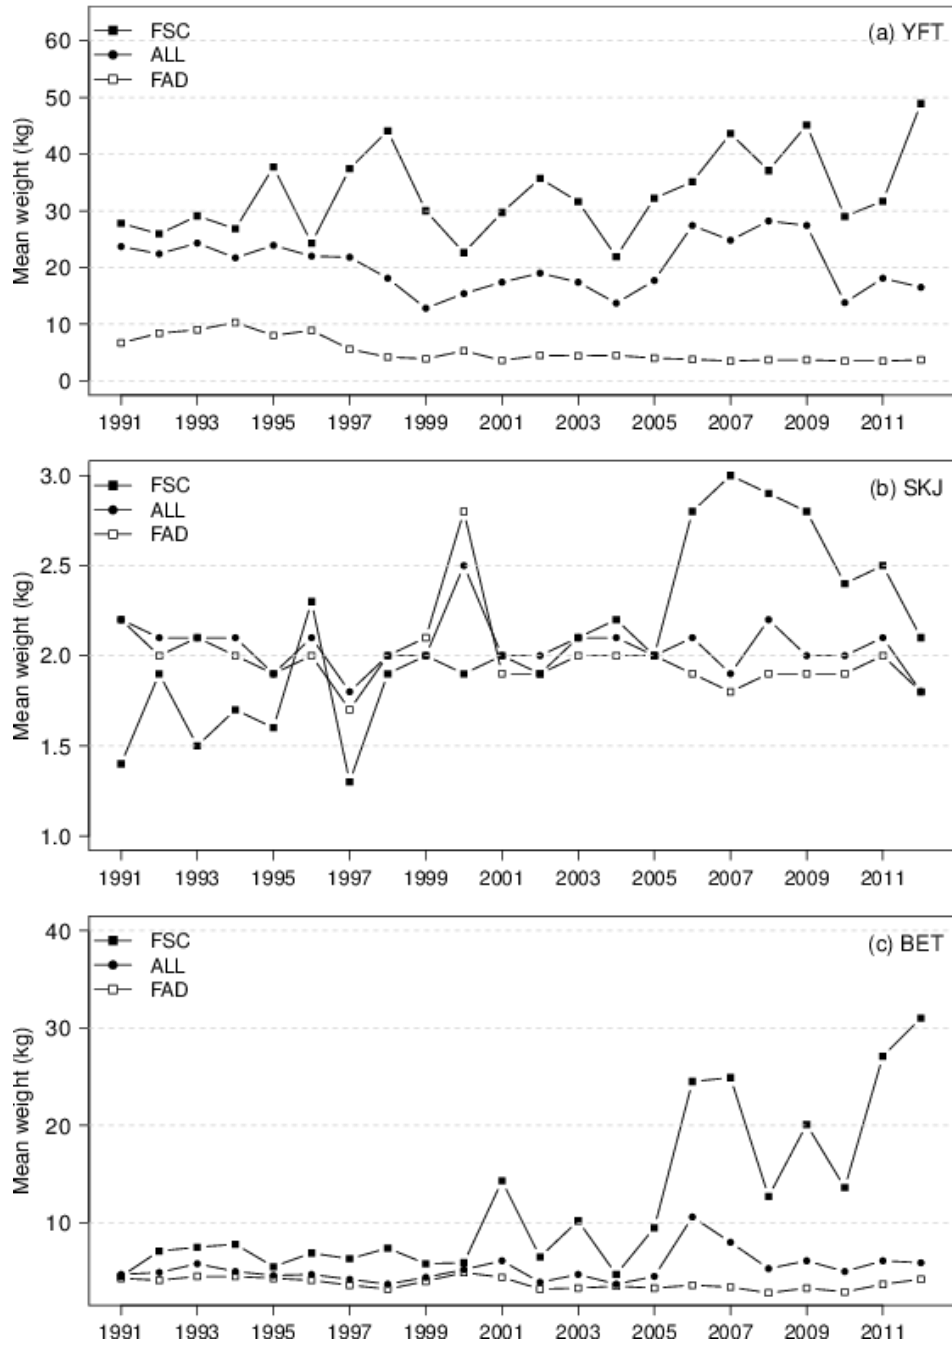 (a) YFT
FSC
ALL
FAD
Mean weight (kg)
60
50
40
30
20
10
0
1991 1993 1995 1997 1999 2001 2003 2005 2007 2009 2011
(b) SKJ
FSC
ALL
FAD
Mean weight (kg)
3.0
2.5
2.0
1.5
1.0
1991 1993 1995 1997 1999 2001 2003 2005 2007 2009 2011
(c) BET
FSC
ALL
FAD
Mean weight (kg)
40
30
20
10
1991 1993 1995 1997 1999 2001 2003 2005 2007 2009 2011